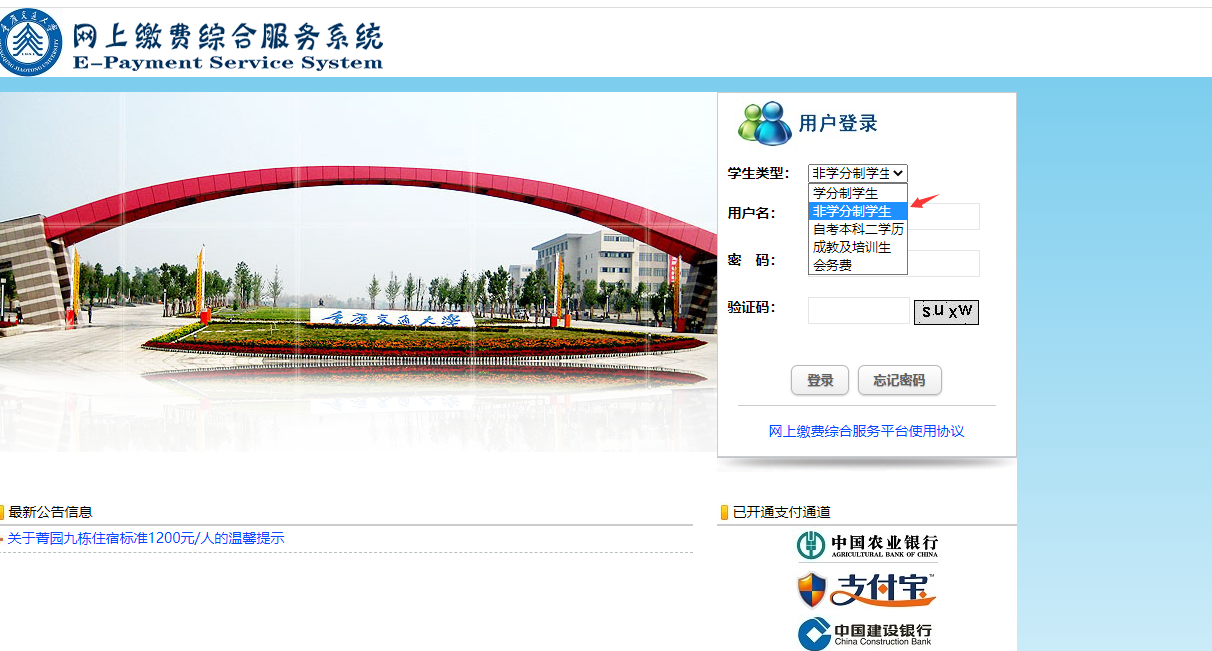 网上缴费综合服务系统
E-Payment Service System
重庆交通大学
CHONGQING JIAOTONG UNIVERSITY
用户登录
学生类型：
非学分制学生
学分制学生
非学分制学生
自考本科二学历
成教及培训生
会务费
用户名：
密 码：
验证码：
suxw
重庆交通大学
登录
忘记密码
网上缴费综合服务平台使用协议
最新公告信息
关于菁园九栋住宿标准1200元/人的温馨提示
已开通支付通道
中国农业银行
AGRICULTURAL BANK OF CHINA
支付宝™
中国建设银行
China Construction Bank